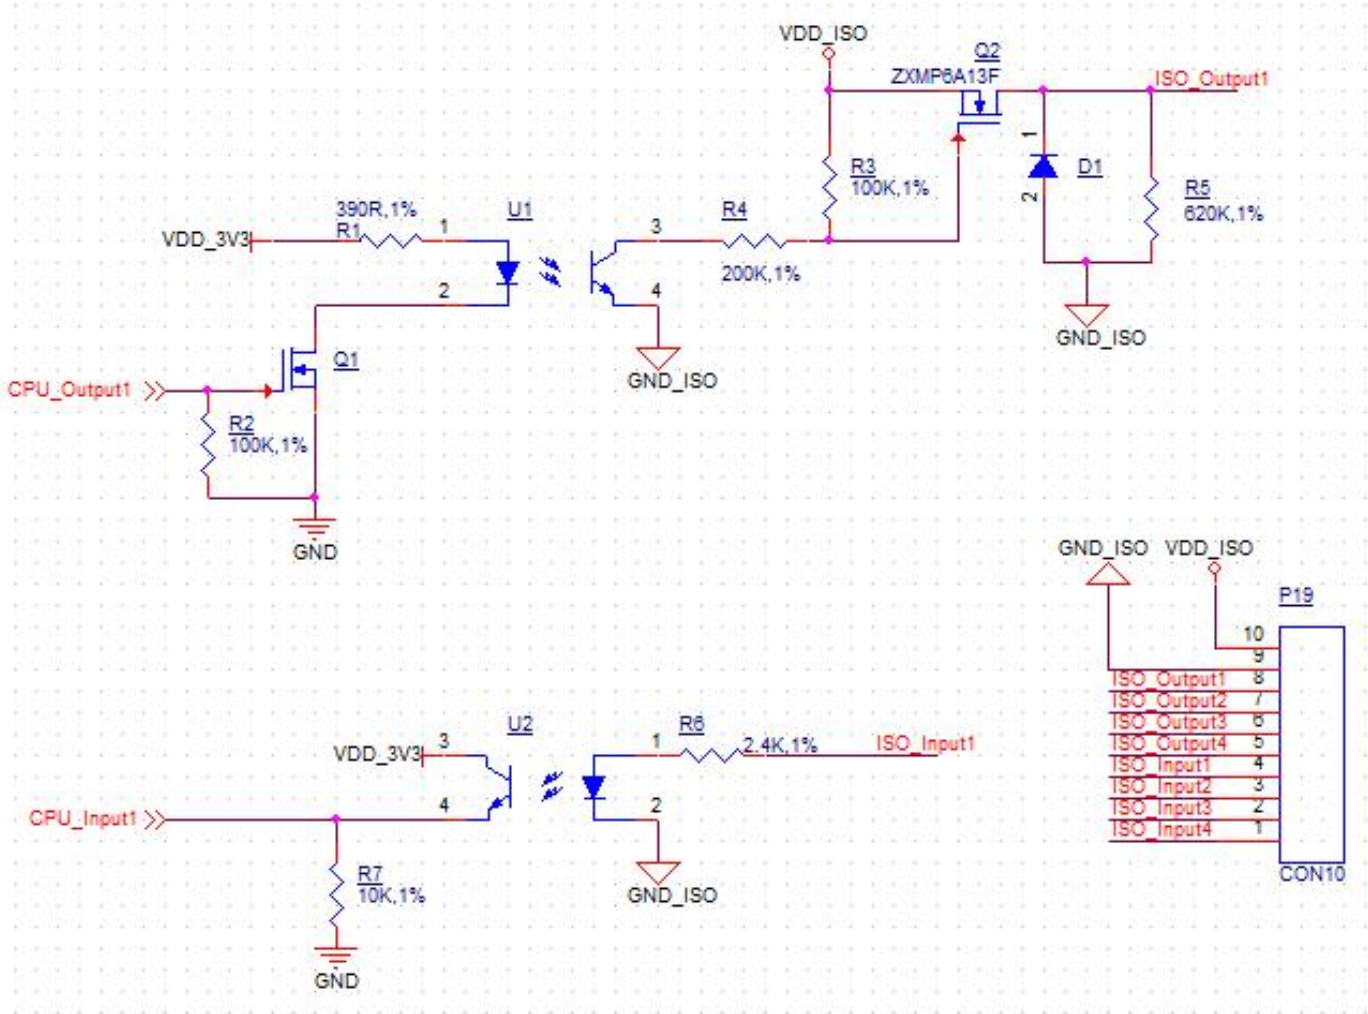 VDD_ISO
Q2
ZXMP6A13F
ISO_Output1
1
2
D1
R3
100K,1%
R5
620K,1%
GND_ISO
390R,1%
R1
VDD_3V3
1
2
U1
3
4
R4
200K,1%
GND_ISO
CPU_Output1
Q1
R2
100K,1%
GND
GND_ISO
VDD_ISO
P19
10
9
ISO_Output1 8
ISO_Output2 7
ISO_Output3 6
ISO_Output4 5
ISO_Input1 4
ISO_Input2 3
ISO_Input3 2
ISO_Input4 1
CON10
VDD_3V3
3
4
U2
1
2
R6
2.4K,1%
ISO_Input1
CPU_Input1
R7
10K,1%
GND
GND_ISO